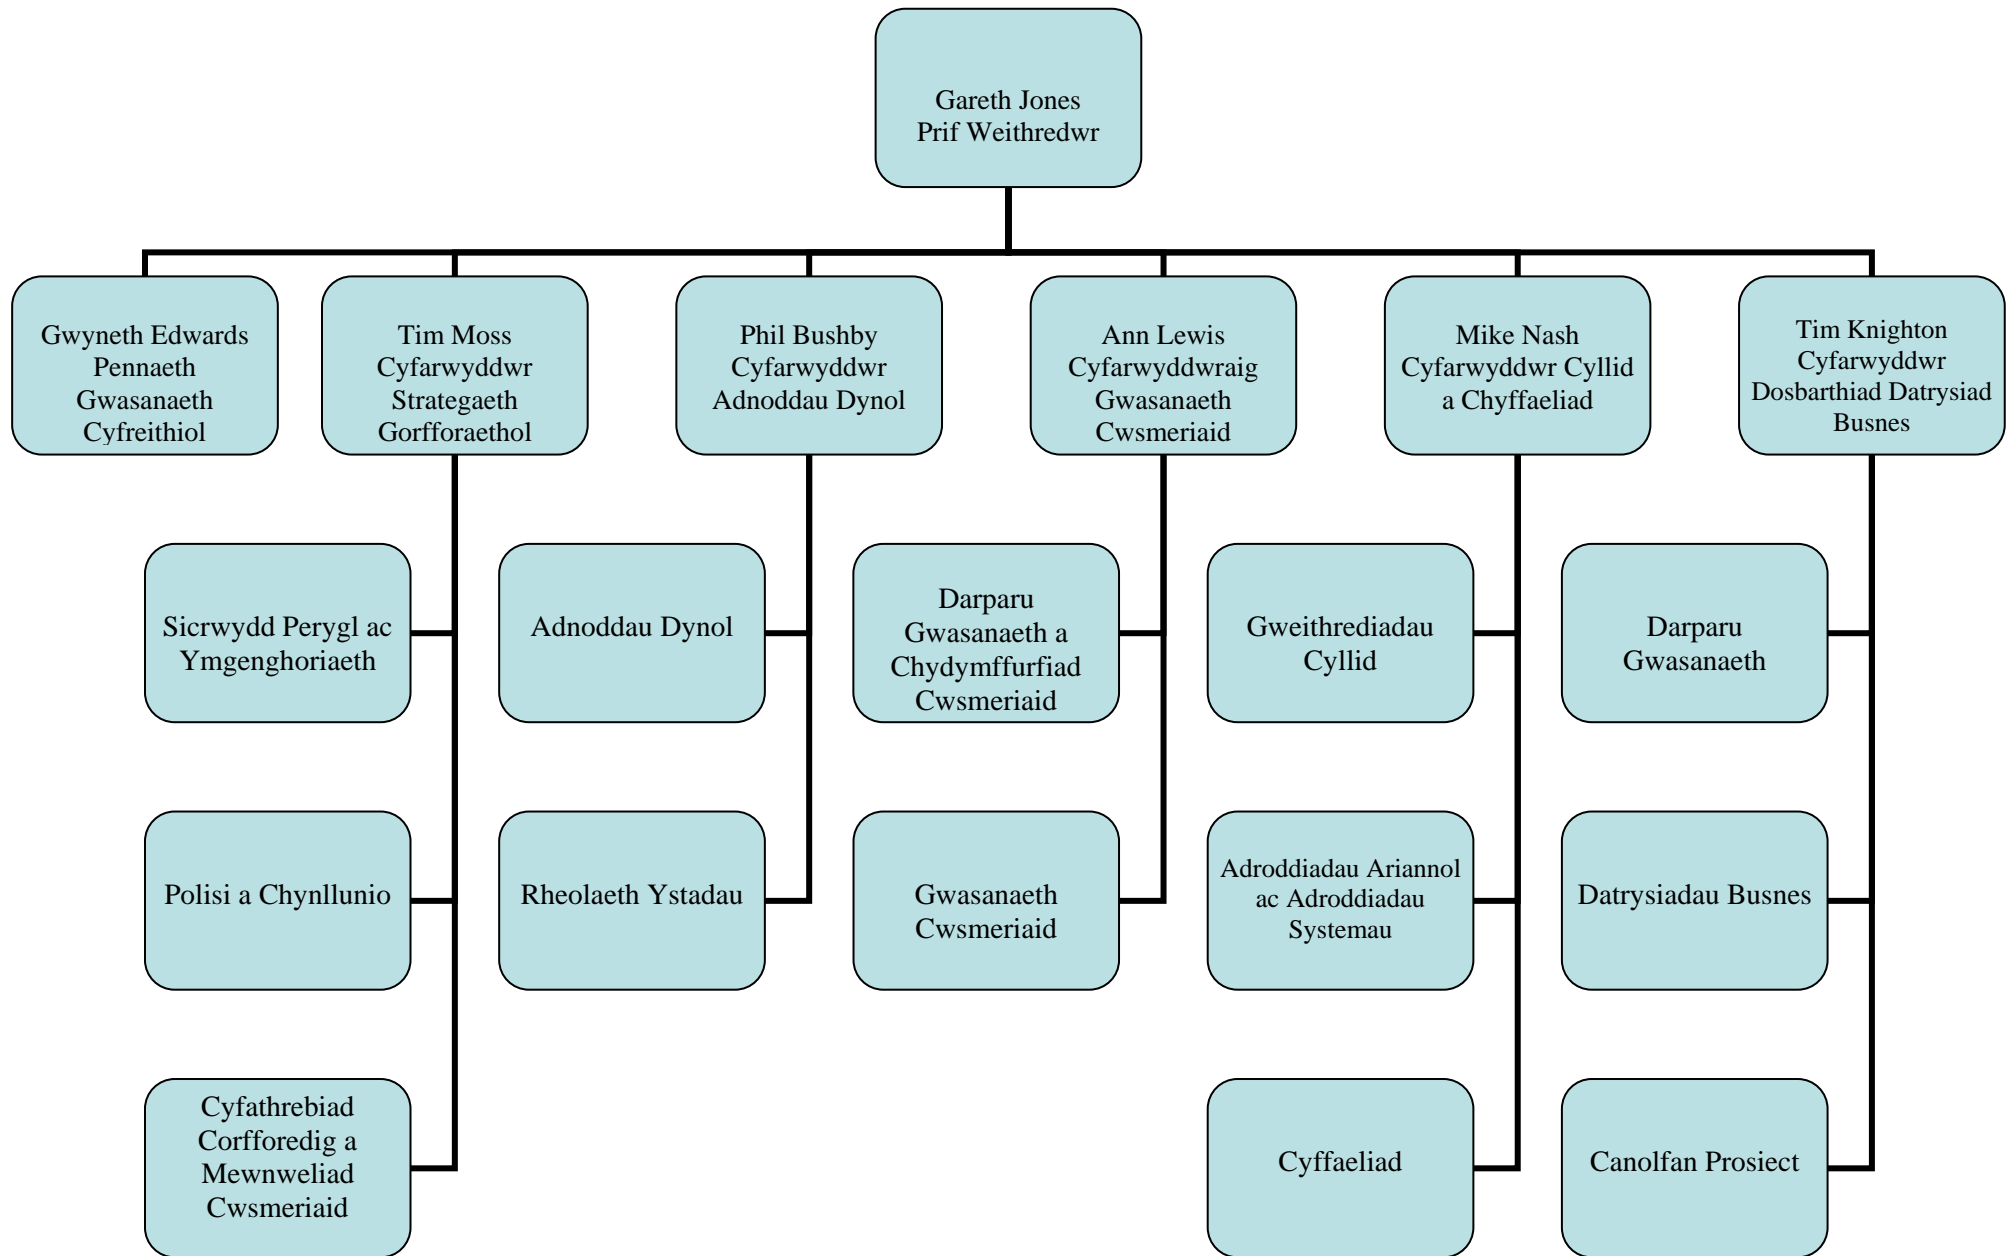 Gareth Jones
Prif Weithredwr
Gwyneth Edwards
Pennaeth
Gwasanaeth
Cyfreithiol
Tim Moss
Cyfarwyddwr
Strategaeth
Gorfforaethol
Phil Bushby
Cyfarwyddwr
Adnoddau Dynol
Ann Lewis
Cyfarwyddwraig
Gwasanaeth
Cwsmeriaid
Mike Nash
Cyfarwyddwr Cyllid
a Chyffaeliad
Tim Knighton
Cyfarwyddwr
Dosbarthiad Datrysiad
Busnes
Sicrwydd Perygl ac
Ymgenghoriaeth
Adnoddau Dynol
Darparu
Gwasanaeth a
Chydymffurfiad
Cwsmeriaid
Gweithrediadau
Cyllid
Darparu
Gwasanaeth
Polisi a Chynllunio
Rheolaeth Ystadau
Gwasanaeth
Cwsmeriaid
Adroddiadau Ariannol
ac Adroddiadau
Systemau
Datrysiadau Busnes
Cyfathrebiad
Corfforedig a
Mewnweliad
Cwsmeriaid
Cyffaeliad
Canolfan Prosiect